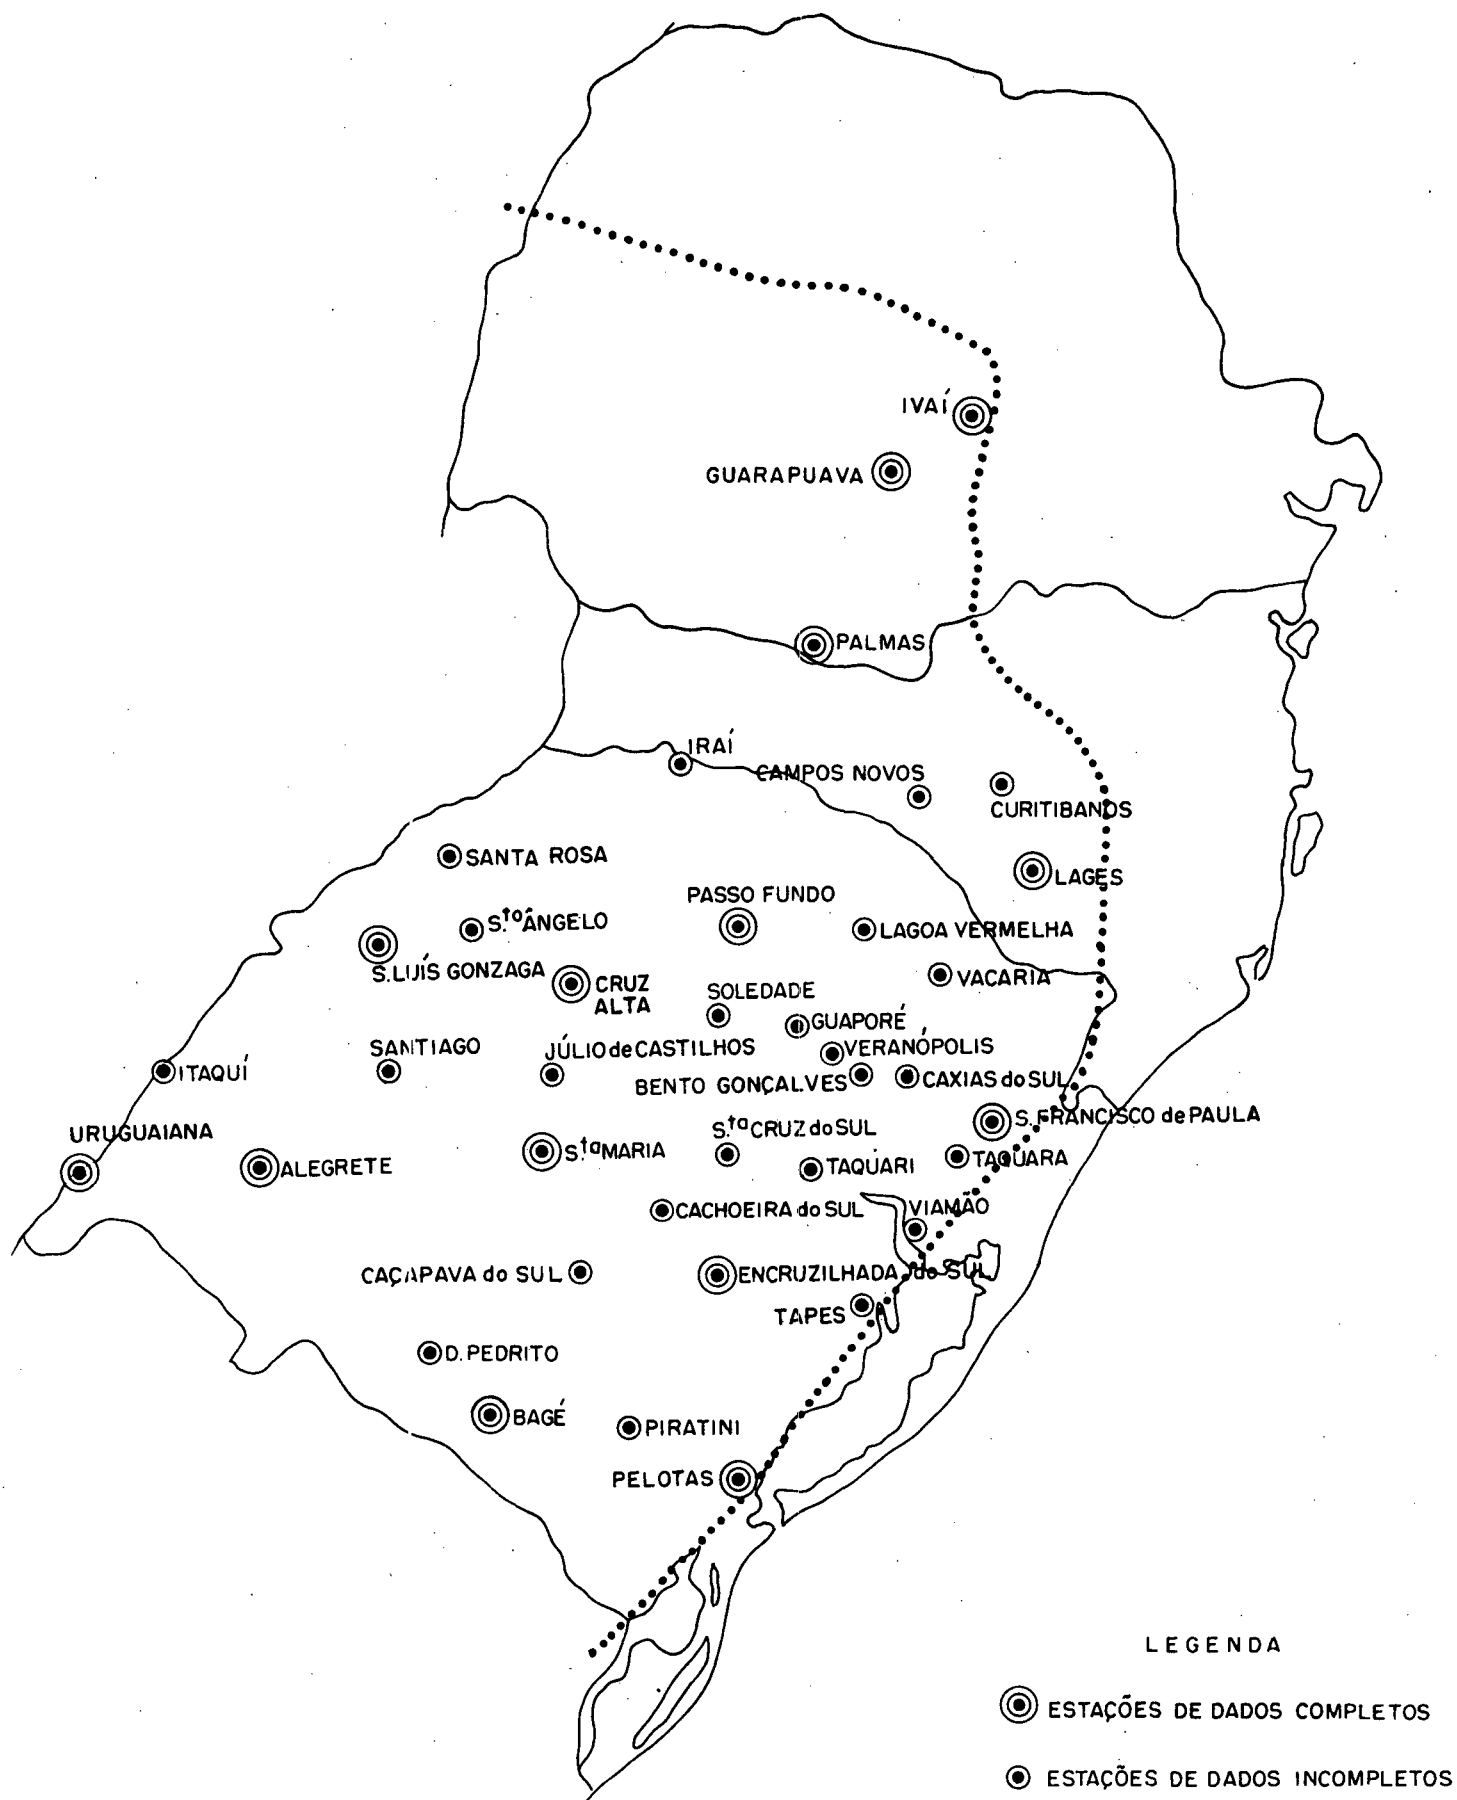 IVAÍ
GUARAPUAVA
PALMAS
IRAÍ
CAMPOS NOVOS
CURITIBANOS
SANTA ROSA
LAGES
PASSO FUNDO
S.ᵗᵒ ÂNGELO
LAGOA VERMELHA
S. LUÍS GONZAGA
VACARIA
CRUZ
ALTA
SOLEDADE
GUAPORÉ
SANTIAGO
JÚLIO de CASTILHOS
VERANÓPOLIS
ITAQUÍ
BENTO GONÇALVES
CAXIAS do SUL
S. FRANCISCO de PAULA
URUGUAIANA
S.ᵗᵃ CRUZ do SUL
S.ᵗᵃ MARIA
ALEGRETE
TAQUARI
TAQUARA
CACHOEIRA do SUL
VIAMÃO
CAÇAPAVA do SUL
ENCRUZILHADA do SUL
TAPES
D. PEDRITO
BAGÉ
PIRATINI
PELOTAS
LEGENDA
ESTAÇÕES DE DADOS COMPLETOS
ESTAÇÕES DE DADOS INCOMPLETOS